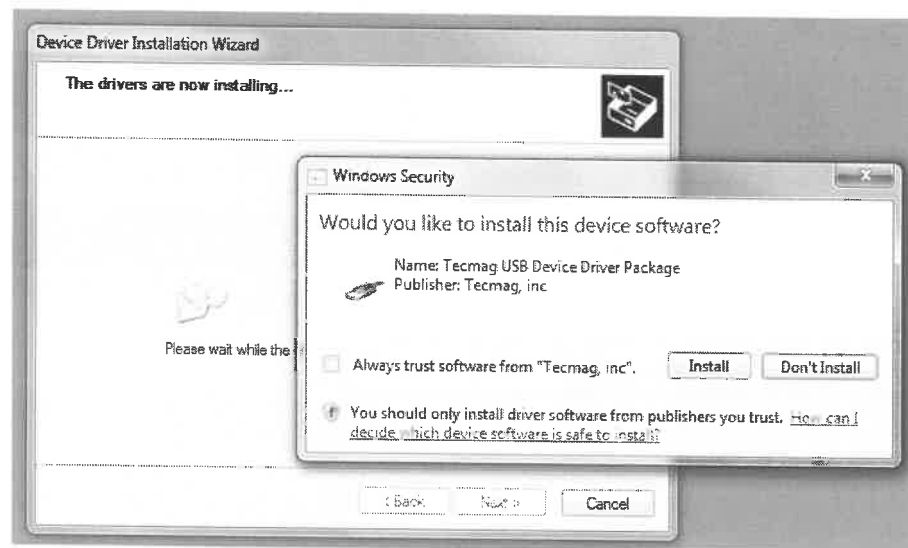 Device Driver Installation Wizard
The drivers are now installing...
Please wait while the
Windows Security
Would you like to install this device software?
Name: Tecmag USB Device Driver Package
Publisher: Tecmag, inc
Always trust software from "Tecmag, inc".
Install
Don't Install
You should only install driver software from publishers you trust. How can I
decide which device software is safe to install?
< Back
Next >
Cancel